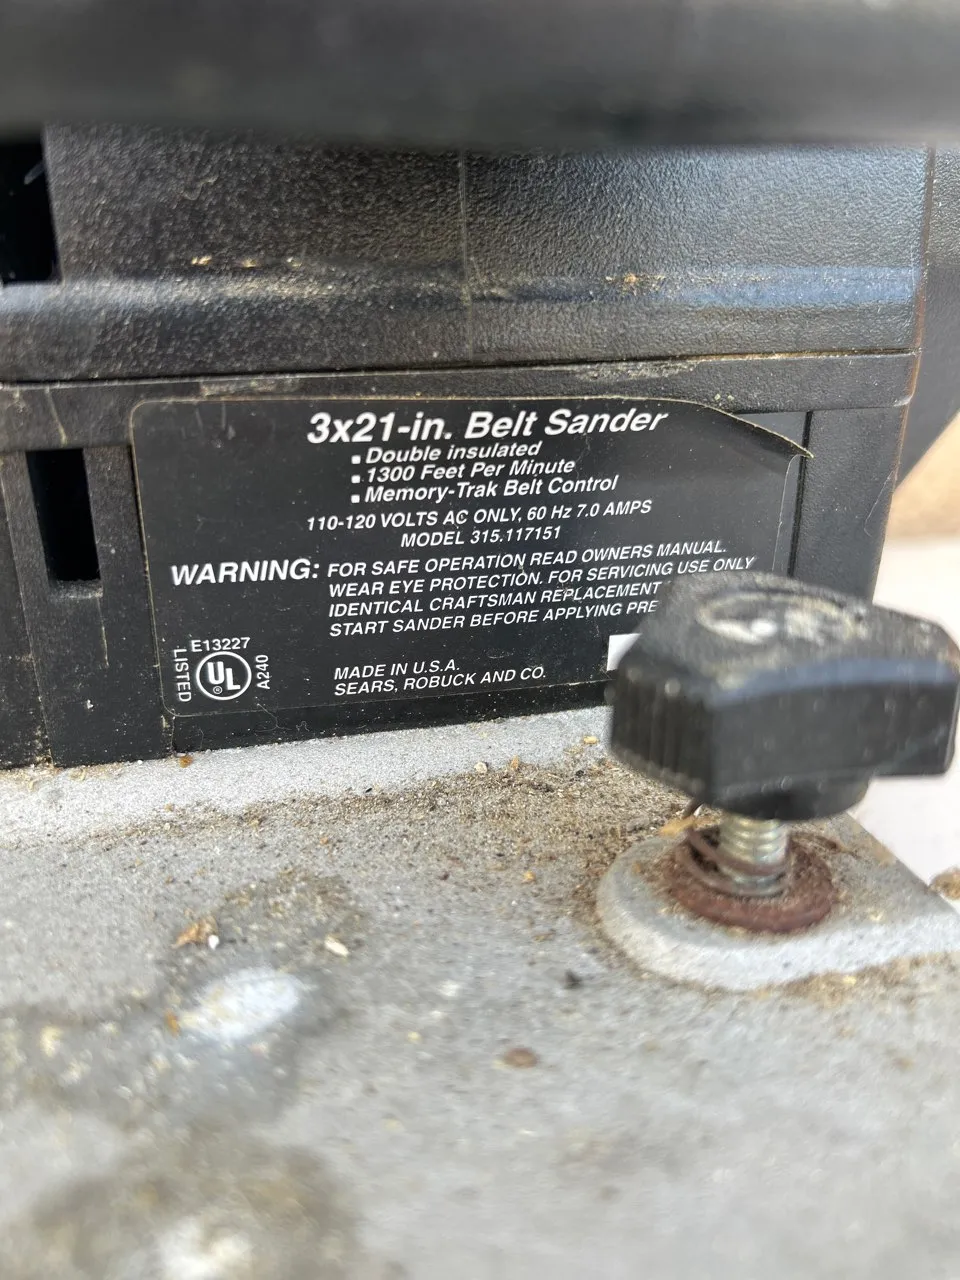 3x21-in. Belt Sander
▪ Double insulated
▪ 1300 Feet Per Minute
▪ Memory-Trak Belt Control
110-120 VOLTS AC ONLY, 60 Hz 7.0 AMPS
MODEL 315.117151
WARNING: FOR SAFE OPERATION READ OWNERS MANUAL.
WEAR EYE PROTECTION. FOR SERVICING USE ONLY
IDENTICAL CRAFTSMAN REPLACEMENT
START SANDER BEFORE APPLYING PRE
E13227
LISTED
UL
®
A240
MADE IN U.S.A.
SEARS, ROBUCK AND CO.